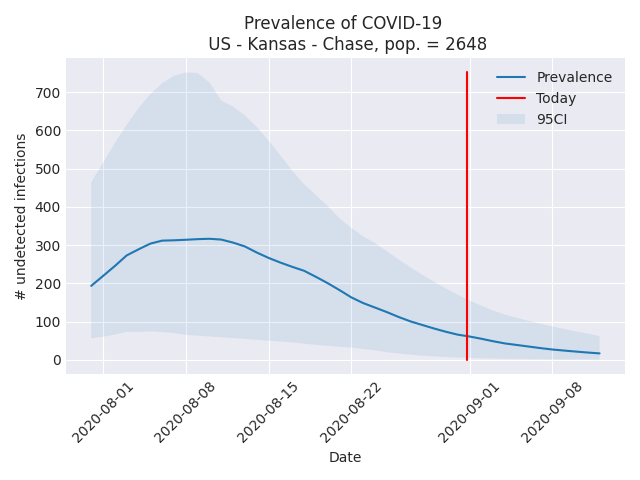 Prevalence of COVID-19
US - Kansas - Chase, pop. = 2648
Prevalence
Today
95CI
# undetected infections
700
600
500
400
300
200
100
0
2020-08-01
2020-08-08
2020-08-15
2020-08-22
2020-09-01
2020-09-08
Date